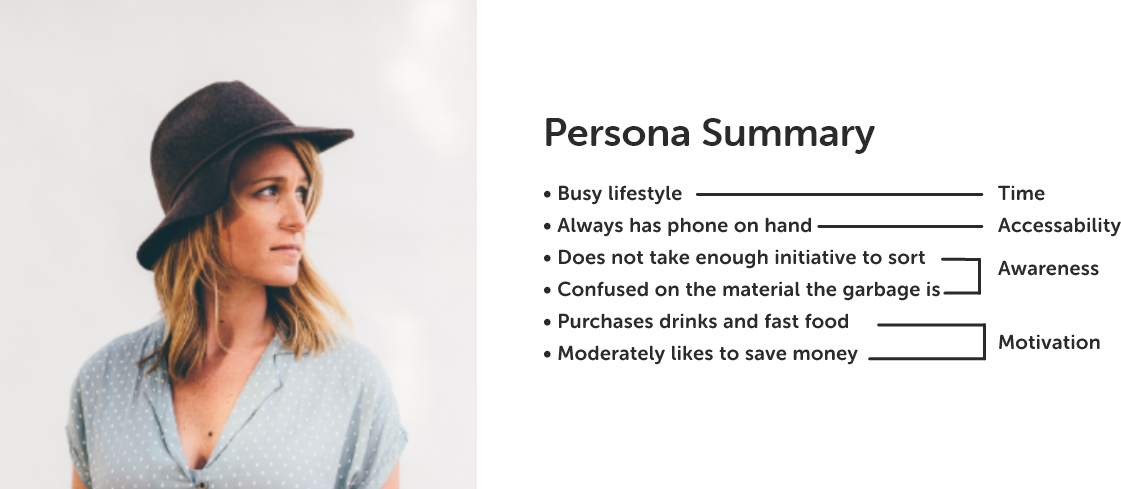 Persona Summary
• Busy lifestyle Time
• Always has phone on hand Accessability
• Does not take enough initiative to sort
Awareness
• Confused on the material the garbage is
• Purchases drinks and fast food
Motivation
• Moderately likes to save money